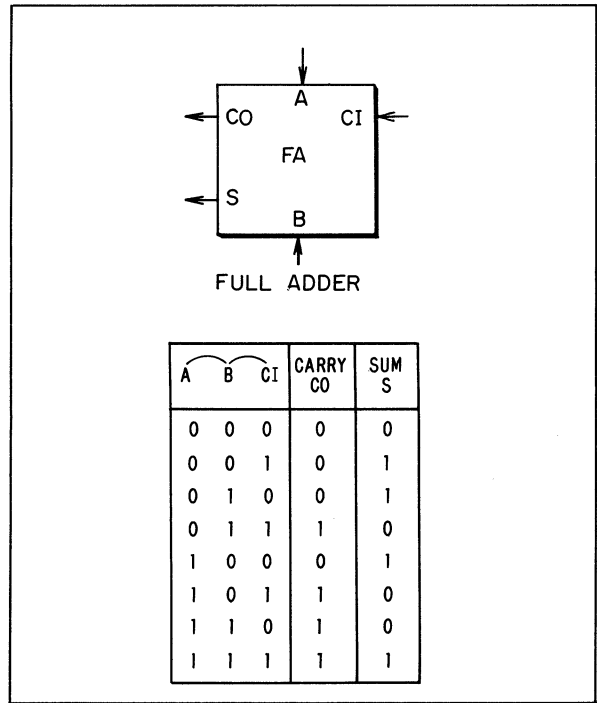 A
CO CI
FA
S
B
FULL ADDER
A B CI CARRY CO SUM S
0 0 0 0 0
0 0 1 0 1
0 1 0 0 1
0 1 1 1 0
1 0 0 0 1
1 0 1 1 0
1 1 0 1 0
1 1 1 1 1